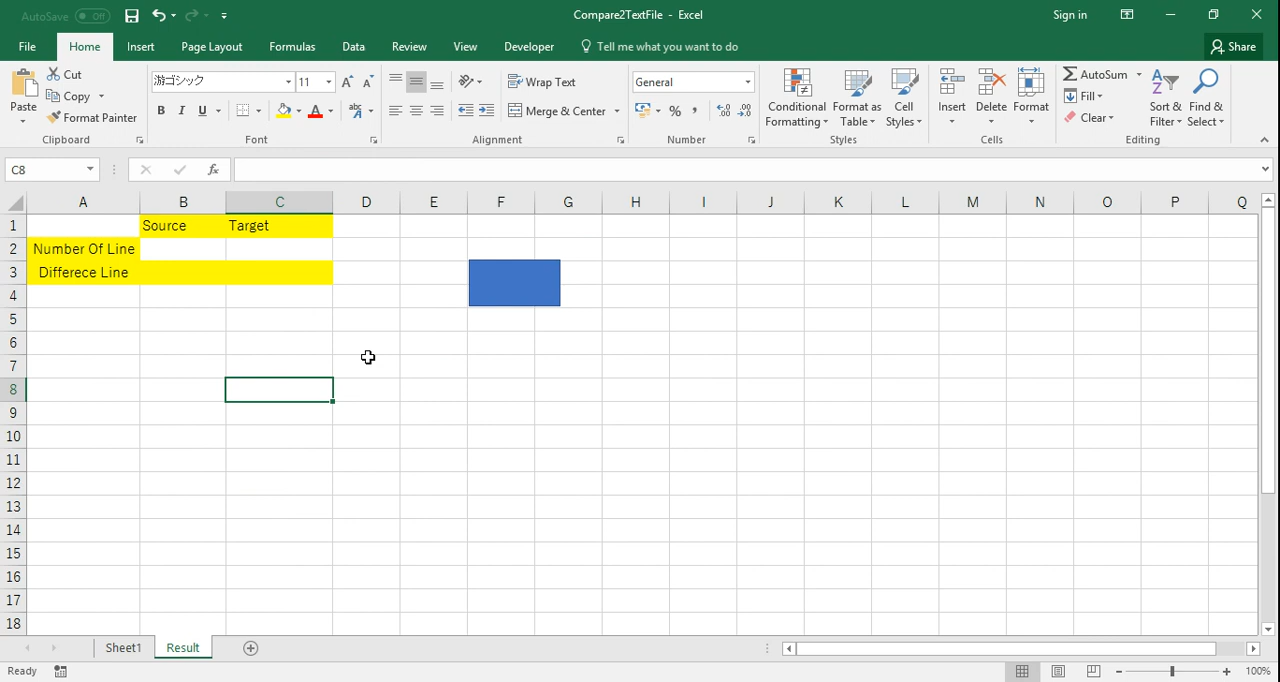 AutoSave Off Compare2TextFile - Excel Sign in
File Home Insert Page Layout Formulas Data Review View Developer Tell me what you want to do Share
Paste Cut Copy Format Painter
Clipboard
游ゴシック 11
B I U
Font
Wrap Text
Merge & Center
Alignment
General
% ,
Number
Conditional Formatting Format as Table Cell Styles
Styles
Insert Delete Format
Cells
AutoSum Fill Clear Sort & Filter Find & Select
Editing
C8 fx
A B C D E F G H I J K L M N O P Q
1 Source Target
2 Number Of Line
3 Differece Line
4
5
6
7
8
9
10
11
12
13
14
15
16
17
18
Sheet1 Result
Ready 100%